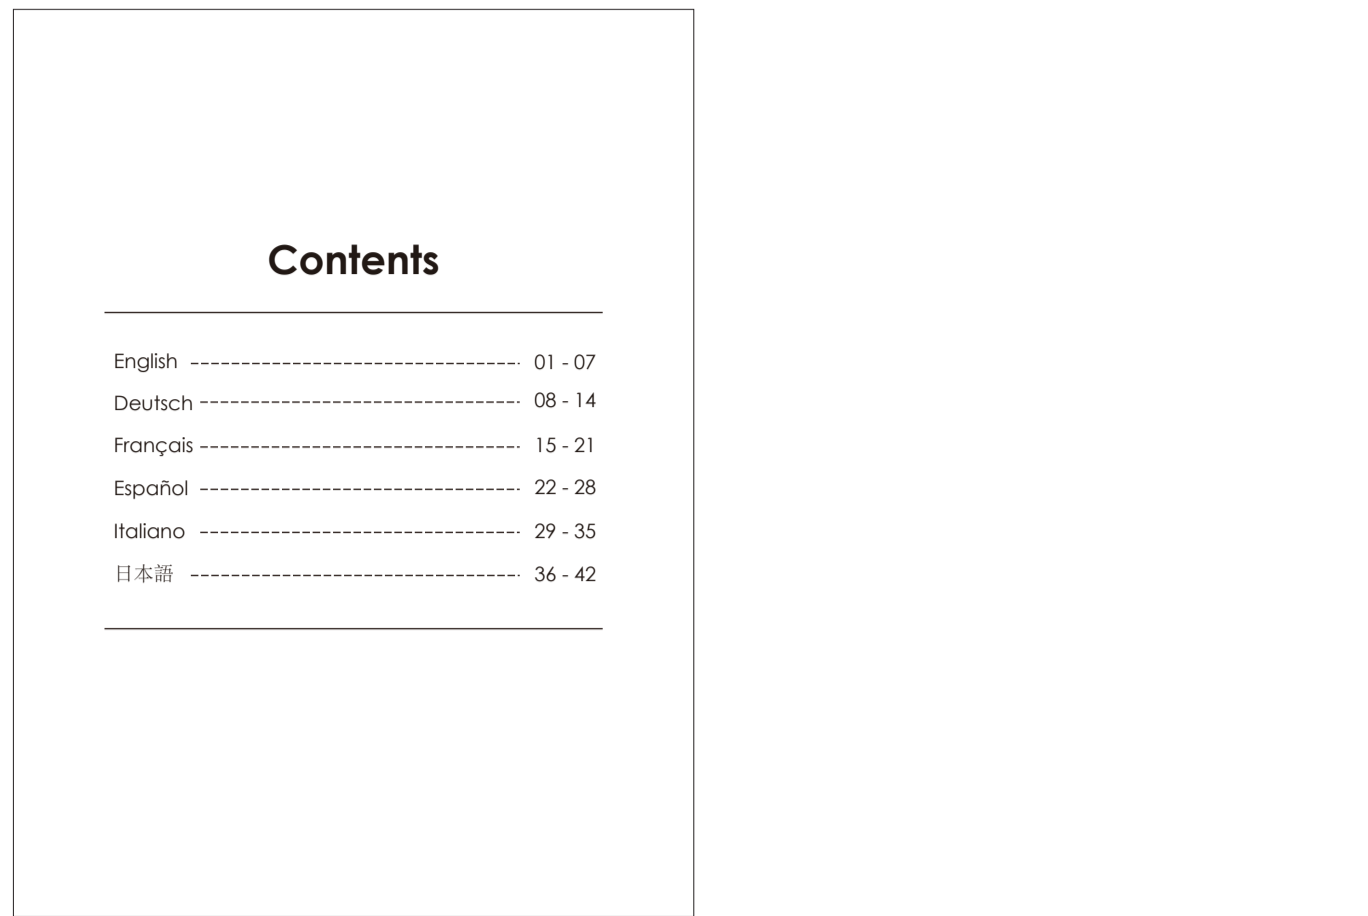 Contents
English ---------------------------------- 01 - 07
Deutsch --------------------------------- 08 - 14
Français --------------------------------- 15 - 21
Español --------------------------------- 22 - 28
Italiano --------------------------------- 29 - 35
日本語 ---------------------------------- 36 - 42